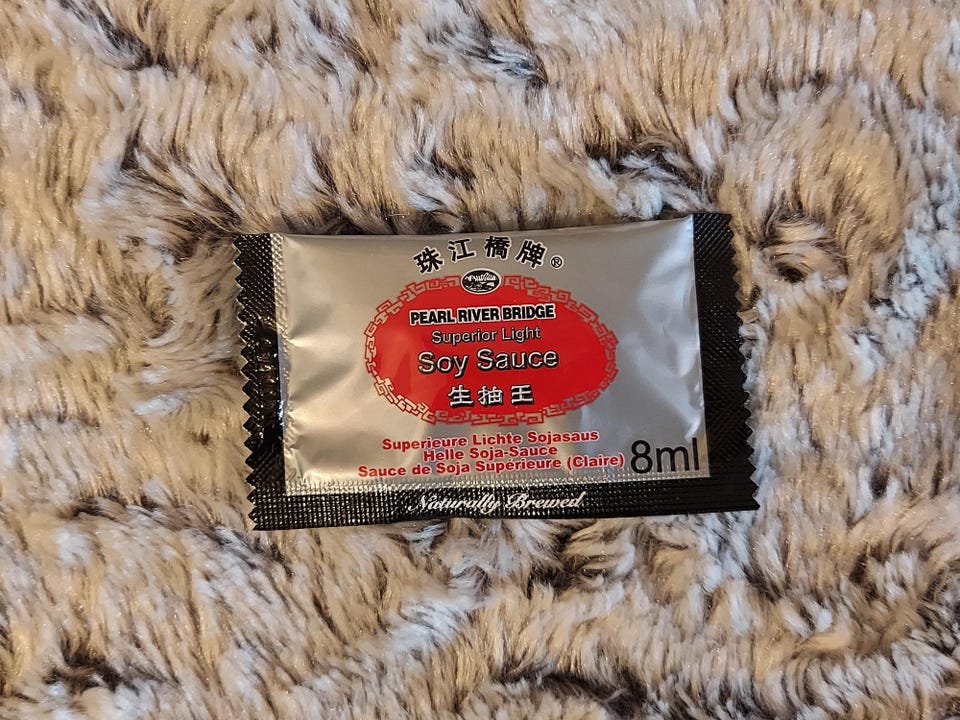 珠江橋牌®
PEARL RIVER BRIDGE
Superior Light
Soy Sauce
生抽王
Superieure Lichte Sojasaus
Helle Soja-Sauce
Sauce de Soja Supérieure (Claire)
8ml
Naturally Brewed